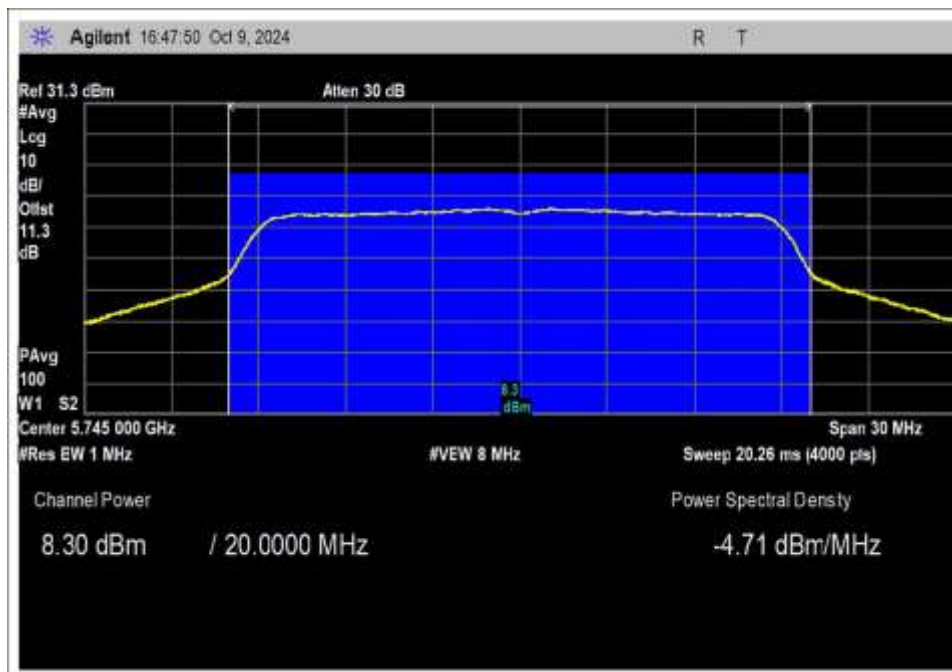 Agilent 16:47:50 Oct 9, 2024 R T
Ref 31.3 dBm Atten 30 dB
#Avg
Log
10
dB/
Offst
11.3
dB
PAvg
100
W1 S2
8.3
dBm
Center 5.745 000 GHz Span 30 MHz
#Res BW 1 MHz #VBW 8 MHz Sweep 20.26 ms (4000 pts)
Channel Power Power Spectral Density
8.30 dBm / 20.0000 MHz -4.71 dBm/MHz